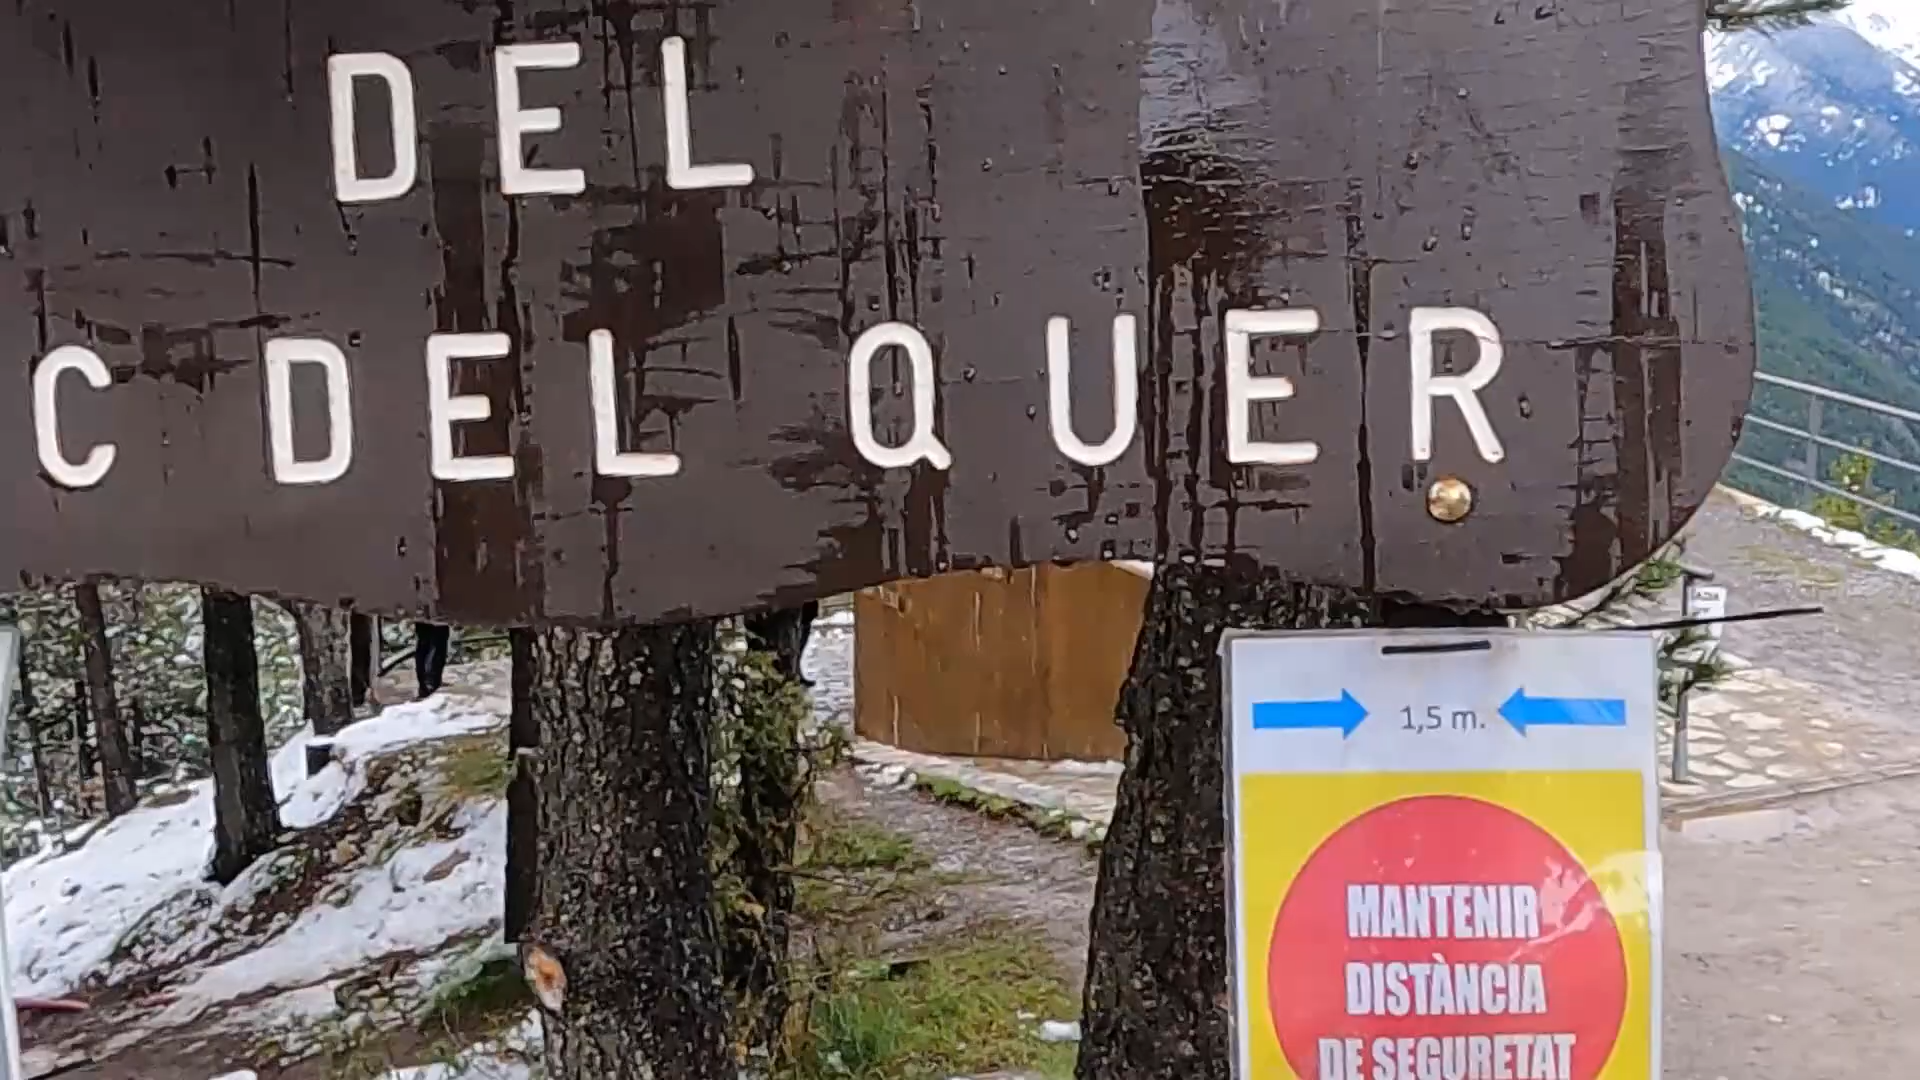 DEL
C DEL QUER
1,5 m.
MANTENIR
DISTÀNCIA
DE SEGURETAT